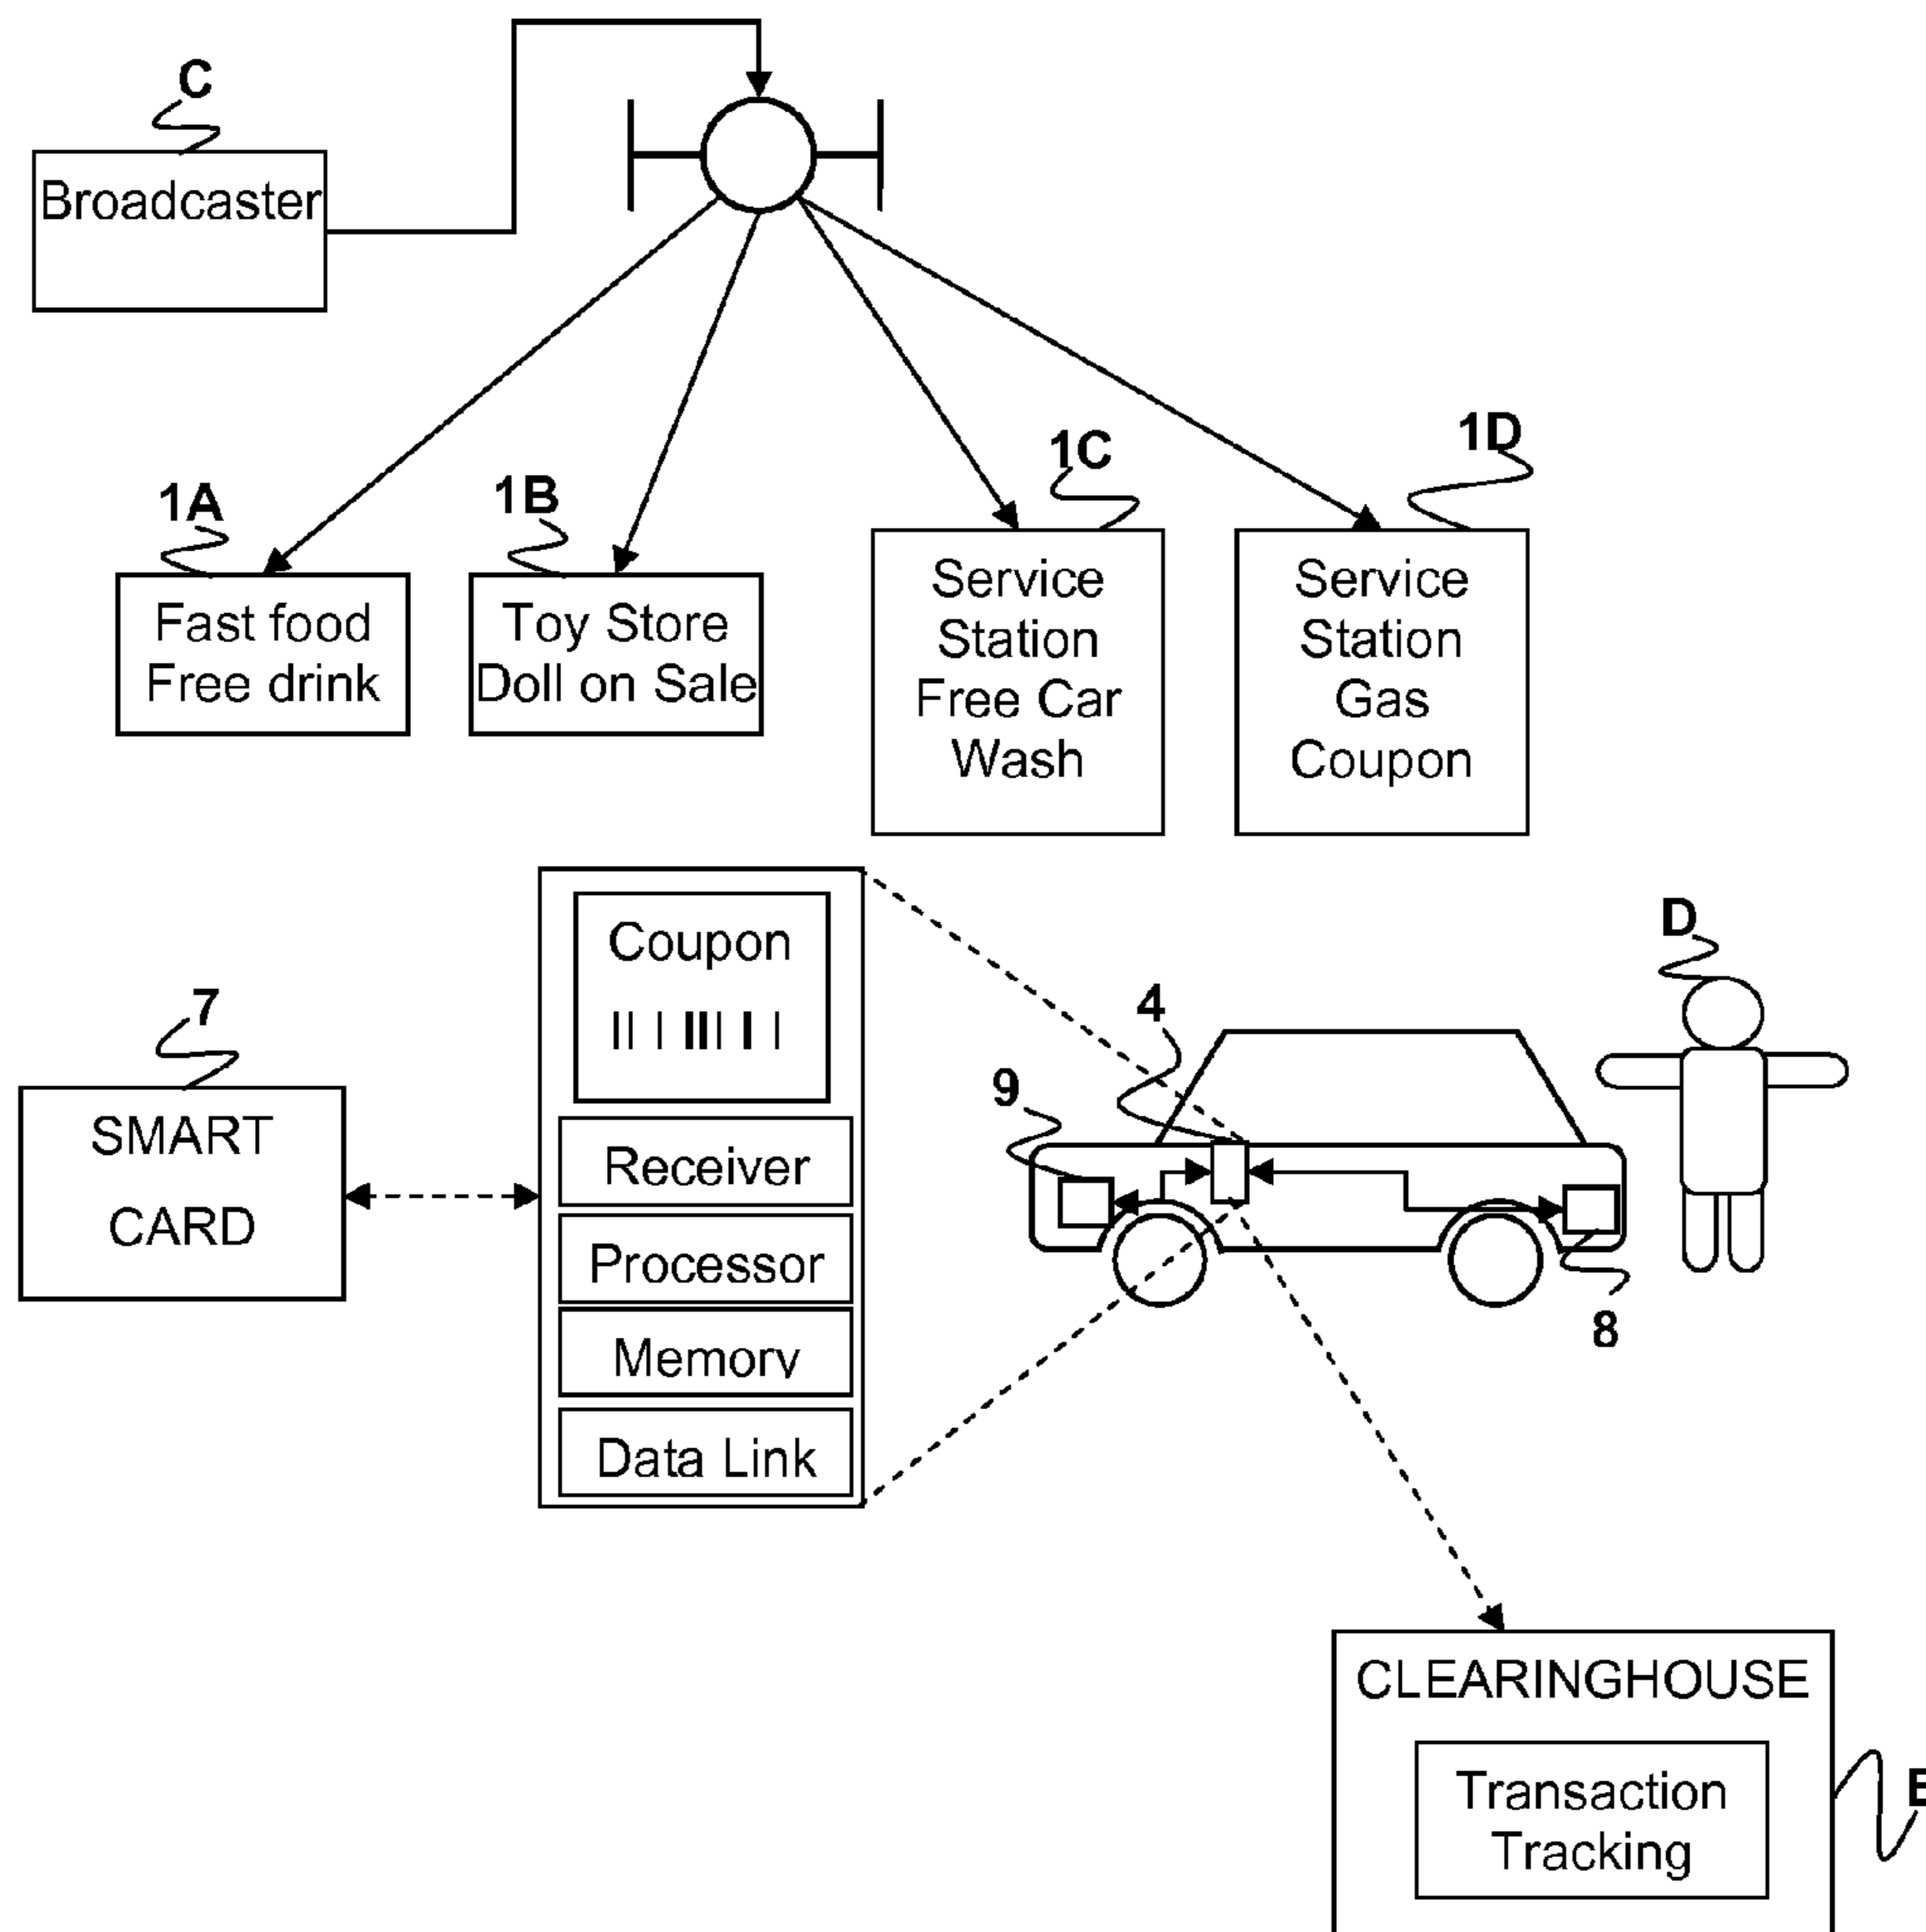 C
Broadcaster
1A
1B
1C
1D
Fast food
Free drink
Toy Store
Doll on Sale
Service
Station
Free Car
Wash
Service
Station
Gas
Coupon
Coupon
Receiver
Processor
Memory
Data Link
7
SMART
CARD
9
4
D
8
CLEARINGHOUSE
Transaction
Tracking